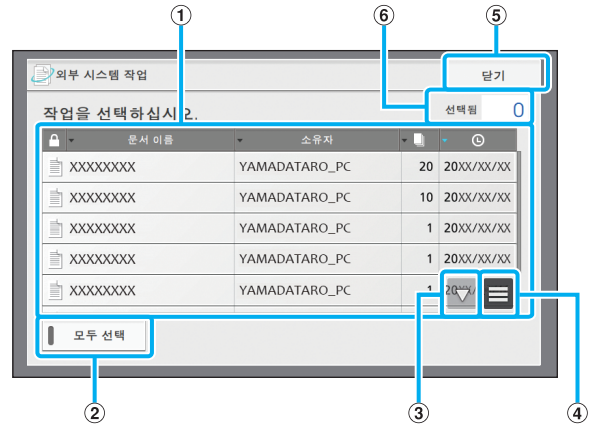 ① ⑥ ⑤
외부 시스템 작업 닫기
작업을 선택하십시오. 선택됨 0
문서 이름 소유자
XXXXXXXX YAMADATARO_PC 20 20XX/XX/XX
XXXXXXXX YAMADATARO_PC 10 20XX/XX/XX
XXXXXXXX YAMADATARO_PC 1 20XX/XX/XX
XXXXXXXX YAMADATARO_PC 1 20XX/XX/XX
XXXXXXXX YAMADATARO_PC 1 20XX/
모두 선택
② ③ ④